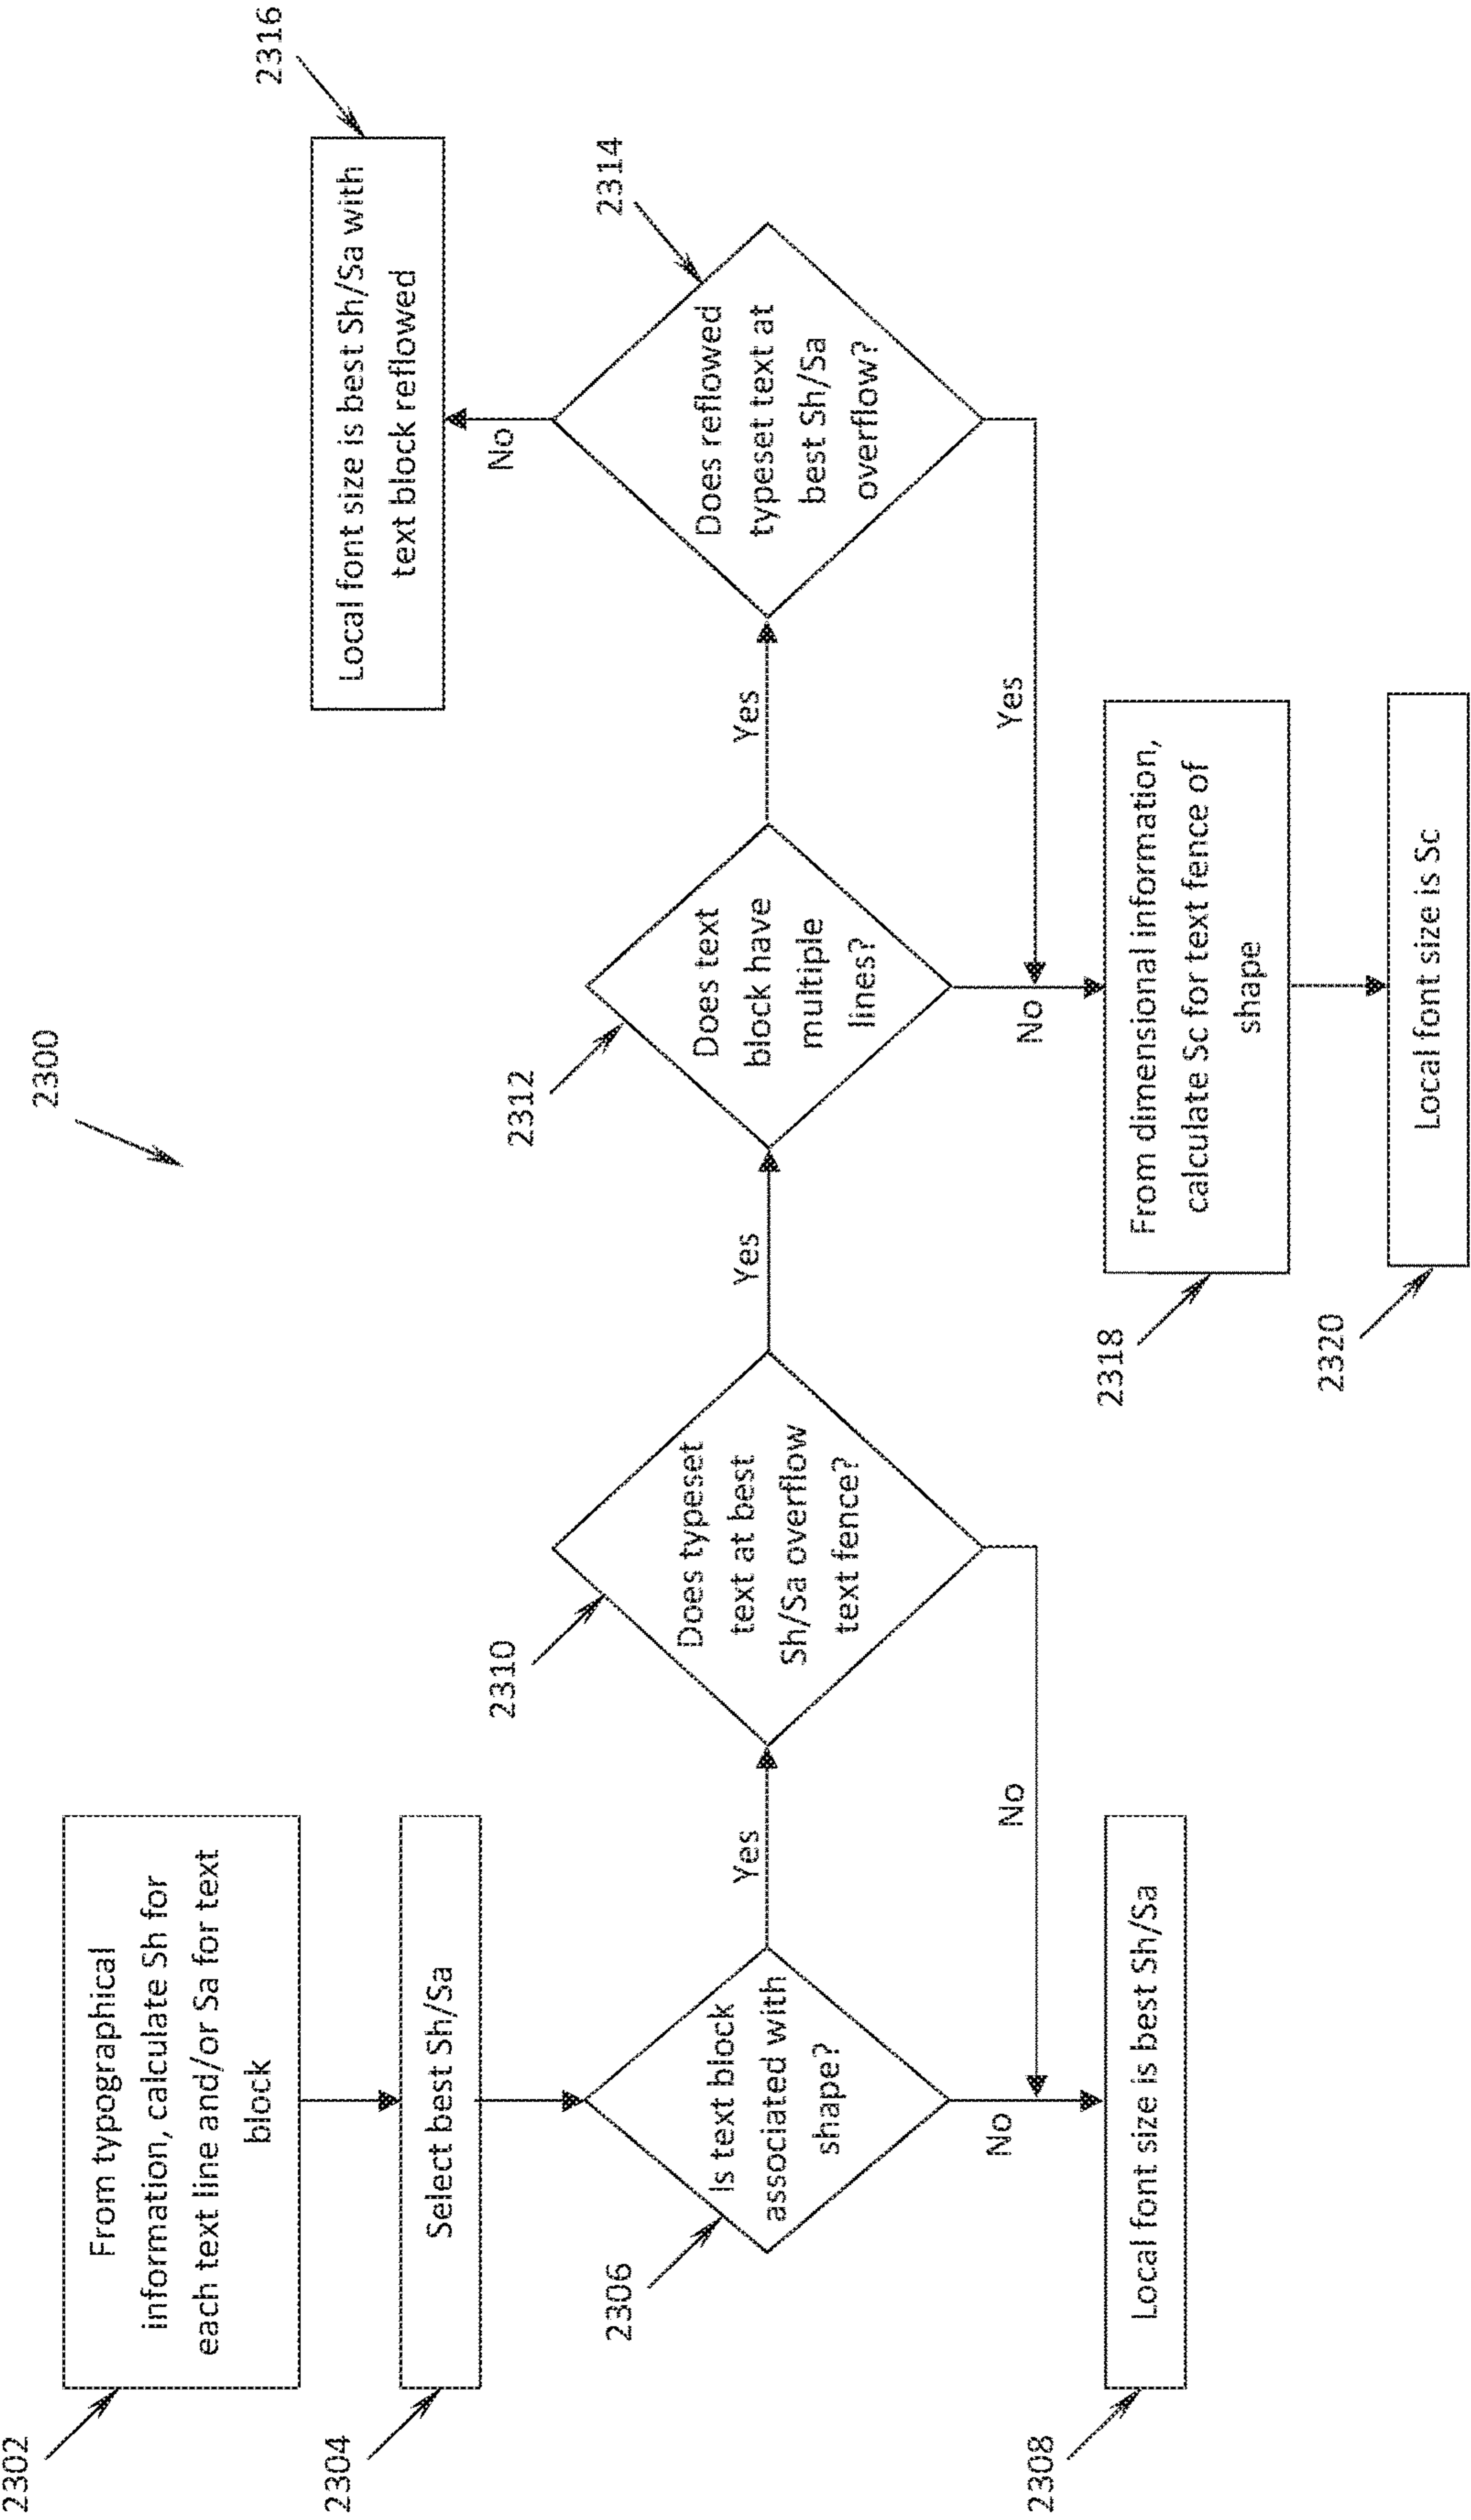 2300
2302
From typographical
information, calculate Sh for
each text line and/or Sa for text
block
2304
Select best Sh/Sa
2306
Is text block
associated with
shape?
Yes
No
2308
Local font size is best Sh/Sa
2310
Does typeset
text at best
Sh/Sa overflow
text fence?
Yes
No
2312
Does text
block have
multiple
lines?
Yes
No
2314
Does reflowed
typeset text at
best Sh/Sa
overflow?
No
Yes
2316
Local font size is best Sh/Sa with
text block reflowed
2318
From dimensional information,
calculate Sc for text fence of
shape
2320
Local font size is Sc